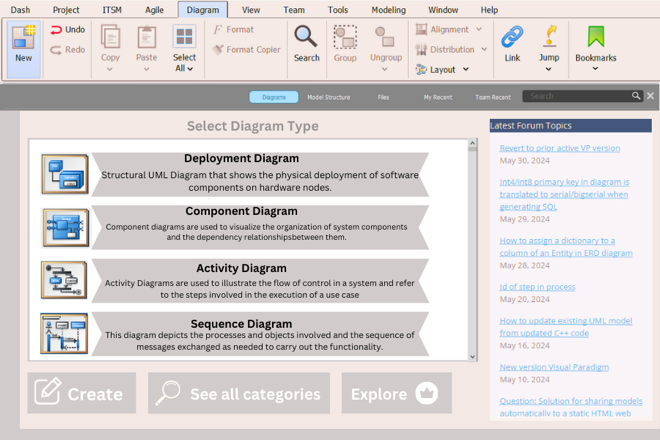 Dash Project ITSM Agile Diagram View Team Tools Modeling Window Help
New
Undo
Redo
Copy
Paste
Select
All
Format
Format Copier
Search
Group
Ungroup
Alignment
Distribution
Layout
Link
Jump
Bookmarks
Diagrams Model Structure Files My Recent Team Recent Search
Select Diagram Type
Deployment Diagram
Structural UML Diagram that shows the physical deployment of software
components on hardware nodes.
Component Diagram
Component diagrams are used to visualize the organization of system components
and the dependency relationshipsbetween them.
Activity Diagram
Activity Diagrams are used to illustrate the flow of control in a system and refer
to the steps involved in the execution of a use case
Sequence Diagram
This diagram depicts the processes and objects involved and the sequence of
messages exchanged as needed to carry out the functionality.
Create
See all categories
Explore
Latest Forum Topics
Revert to prior active VP version
May 30, 2024
Int4/int8 primary key in diagram is
translated to serial/bigserial when
generating SQL
May 29, 2024
How to assign a dictionary to a
column of an Entity in ERD diagram
May 28, 2024
id of step in process
May 20, 2024
How to update existing UML model
from updated C++ code
May 16, 2024
New version Visual Paradigm
May 10, 2024
Question: Solution for sharing models
automatically to a static HTML web